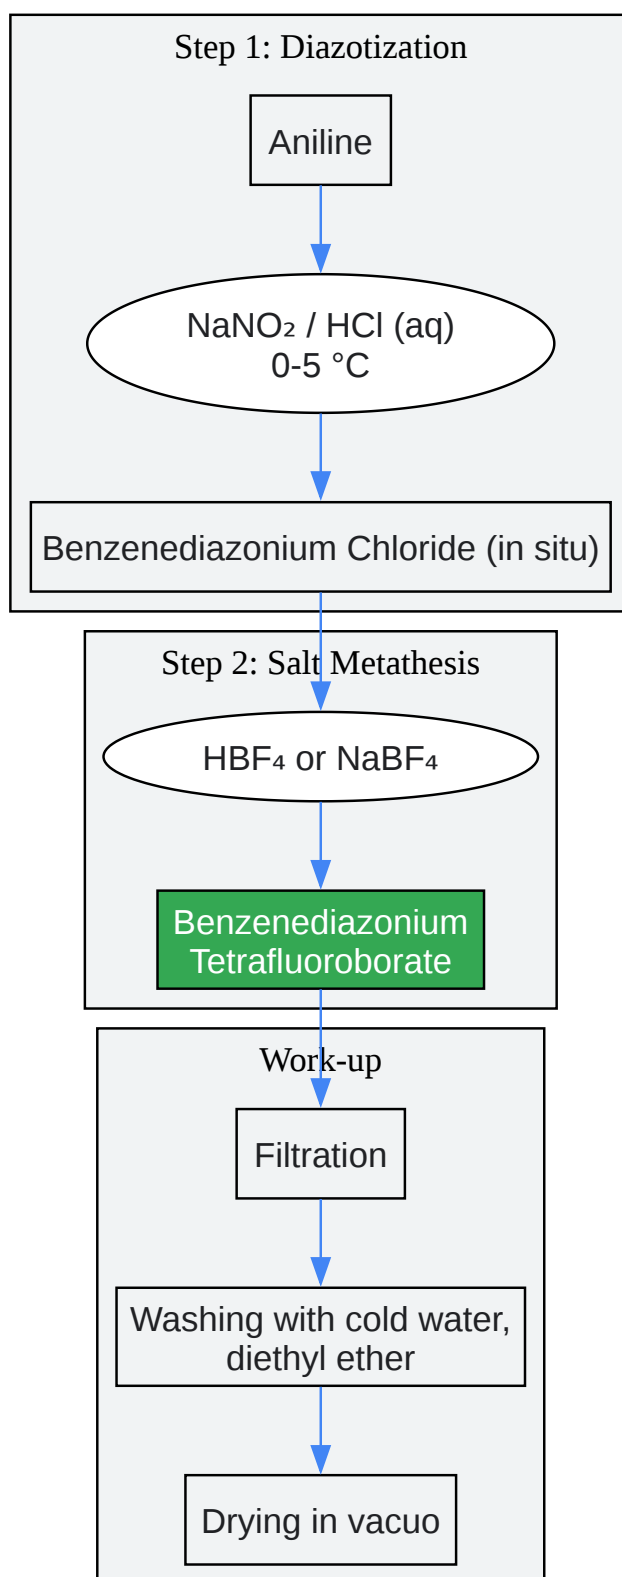 Step 1: Diazotization
Aniline
NaNO₂ / HCl (aq)
0-5 °C
Benzenediazonium Chloride (in situ)
Step 2: Salt Metathesis
HBF₄ or NaBF₄
Benzenediazonium
Tetrafluoroborate
Work-up
Filtration
Washing with cold water,
diethyl ether
Drying in vacuo